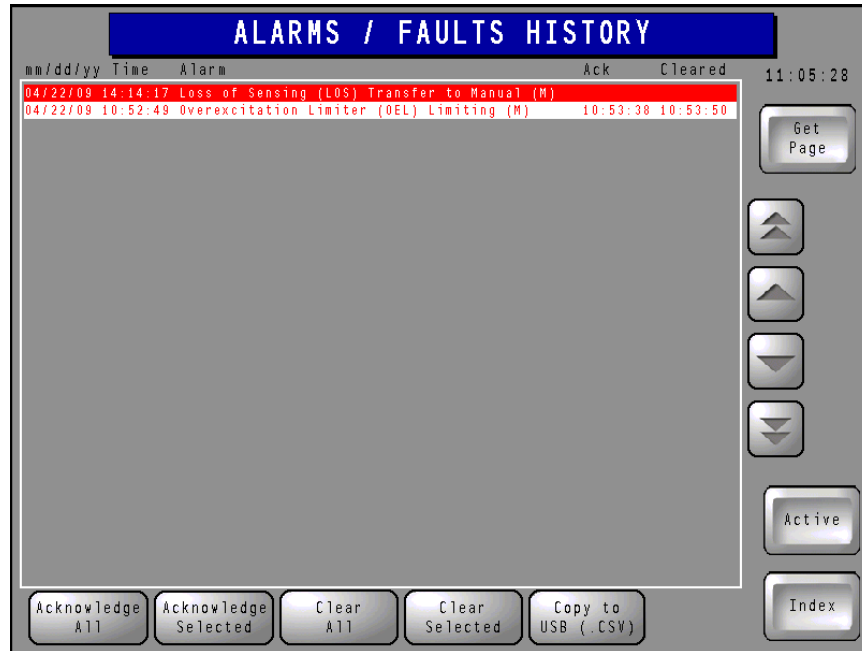 ALARMS / FAULTS HISTORY
mm/dd/yy Time Alarm Ack Cleared
11:05:28
04/22/09 14:14:17 Loss of Sensing (LOS) Transfer to Manual (M)
04/22/09 10:52:49 Overexcitation Limiter (OEL) Limiting (M) 10:53:38 10:53:50
Get
Page
Active
Index
Acknowledge
All
Acknowledge
Selected
Clear
All
Clear
Selected
Copy to
USB (.CSV)